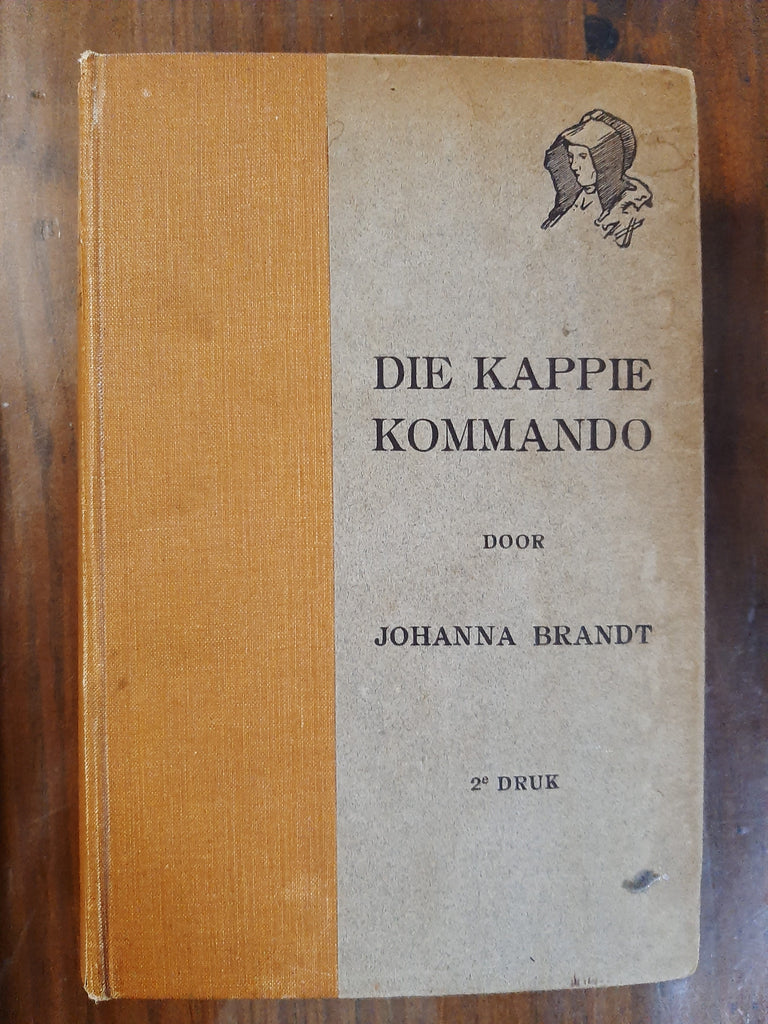 DIE KAPPIE
KOMMANDO
DOOR
JOHANNA BRANDT
2e DRUK